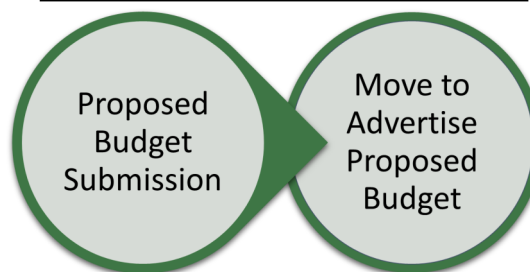 Proposed
Budget
Submission
Move to
Advertise
Proposed
Budget